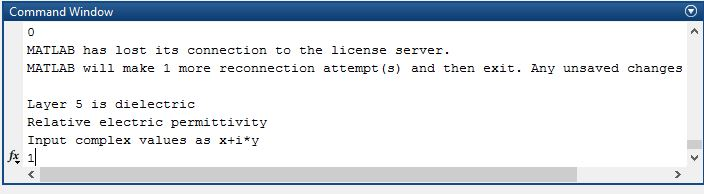 Command Window
0
MATLAB has lost its connection to the license server.
MATLAB will make 1 more reconnection attempt(s) and then exit. Any unsaved changes
Layer 5 is dielectric
Relative electric permittivity
Input complex values as x+i*y
fx 1